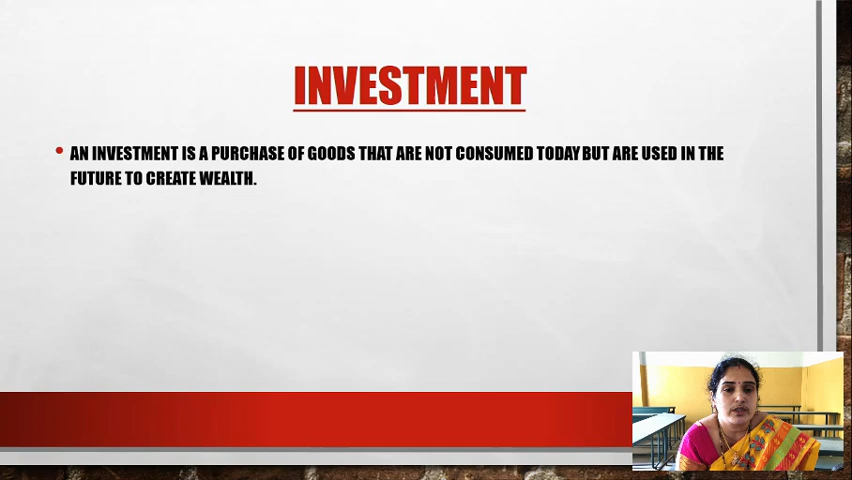 INVESTMENT
• AN INVESTMENT IS A PURCHASE OF GOODS THAT ARE NOT CONSUMED TODAY BUT ARE USED IN THE
FUTURE TO CREATE WEALTH.